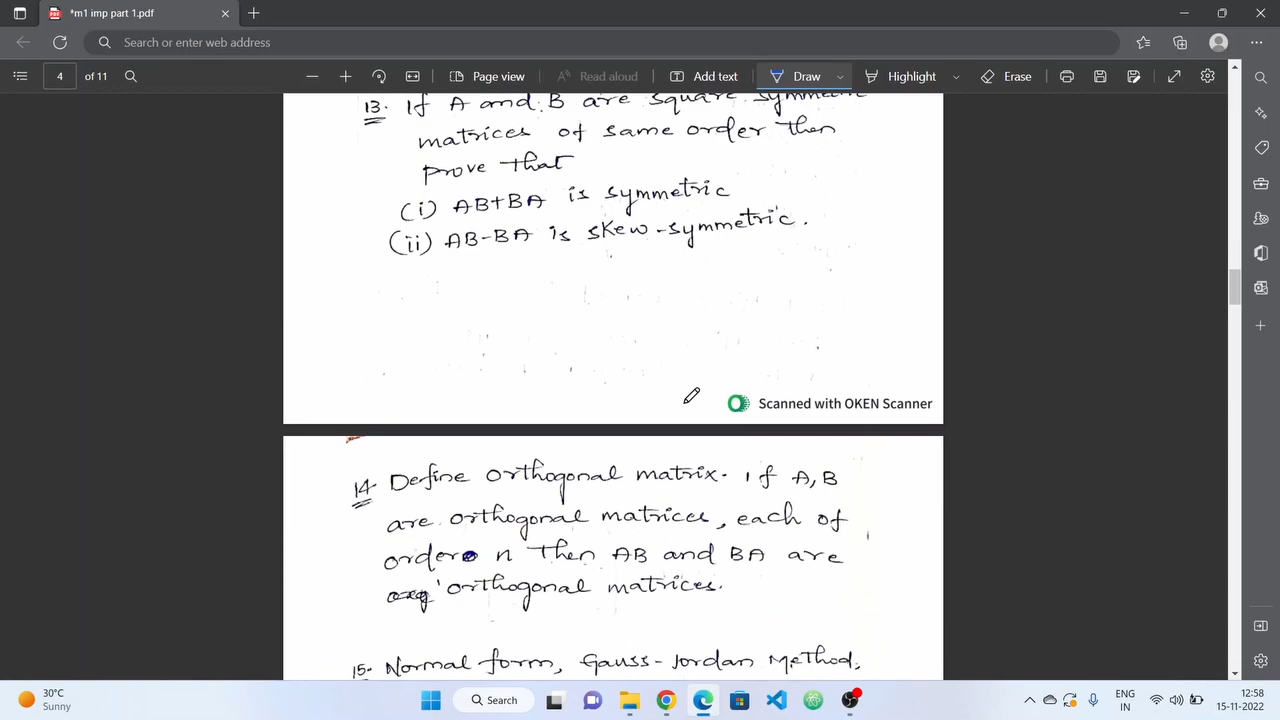 *m1 imp part 1.pdf
Search or enter web address
4 of 11
Page view
Read aloud
Add text
Draw
Highlight
Erase
13. If A and B are square symmetric
matrices of same order then
prove that
(i) AB+BA is symmetric
(ii) AB-BA is skew-symmetric.
Scanned with OKEN Scanner
14. Define orthogonal matrix. If A, B
are orthogonal matrices, each of
order n then AB and BA are
orthogonal matrices.
15. Normal form, Gauss-Jordan Method,
30°C
Sunny
Search
ENG
IN
12:58
15-11-2022